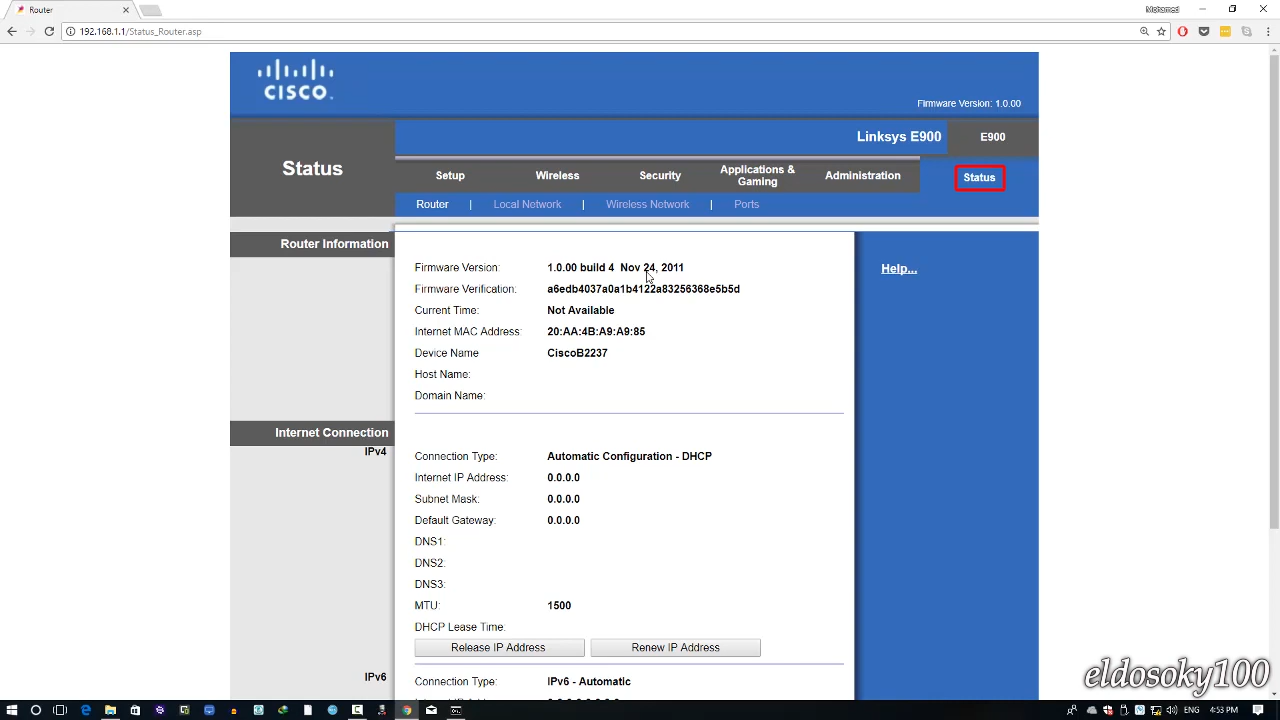 Router
Mohamed
192.168.1.1/Status_Router.asp
CISCO.
Firmware Version: 1.0.00
Linksys E900
E900
Status
Setup
Wireless
Security
Applications &
Gaming
Administration
Status
Router | Local Network | Wireless Network | Ports
Router Information
Firmware Version: 1.0.00 build 4 Nov 24, 2011
Help...
Firmware Verification: a6edb4037a0a1b4122a83256368e5b5d
Current Time: Not Available
Internet MAC Address: 20:AA:4B:A9:A9:85
Device Name CiscoB2237
Host Name:
Domain Name:
Internet Connection
IPv4
Connection Type: Automatic Configuration - DHCP
Internet IP Address: 0.0.0.0
Subnet Mask: 0.0.0.0
Default Gateway: 0.0.0.0
DNS1:
DNS2:
DNS3:
MTU: 1500
DHCP Lease Time:
Release IP Address Renew IP Address
IPv6
Connection Type: IPv6 - Automatic
eldosoky100
ENG 4:53 PM